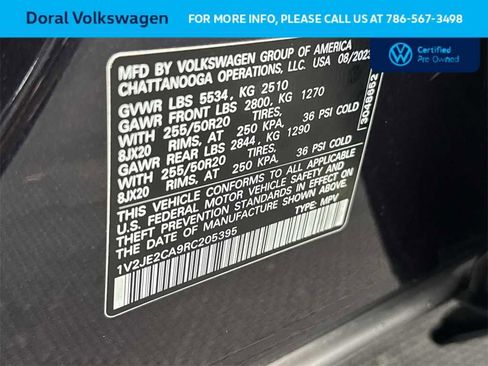 Doral Volkswagen
QUESTIONS? CALL US AT 786-567-3498
Certified
Pre-Owned
MFD BY VOLKSWAGEN GROUP OF AMERICA
CHATTANOOGA OPERATIONS, LLC. USA 08/2023
GVWR LBS 5534, KG 2510
GAWR FRONT LBS 2800, KG 1270
WITH 255/50R20 TIRES,
8JX20 RIMS, AT 250 KPA, 36 PSI COLD
GAWR REAR LBS 2844, KG 1290
WITH 255/50R20 TIRES,
8JX20 RIMS, AT 250 KPA, 36 PSI COLD
THIS VEHICLE CONFORMS TO ALL APPLICABLE
U.S. FEDERAL MOTOR VEHICLE SAFETY AND
THEFT PREVENTION STANDARDS IN EFFECT ON
THE DATE OF MANUFACTURE SHOWN ABOVE.
1V2JE2CA9RC205395
TYPE: MPV